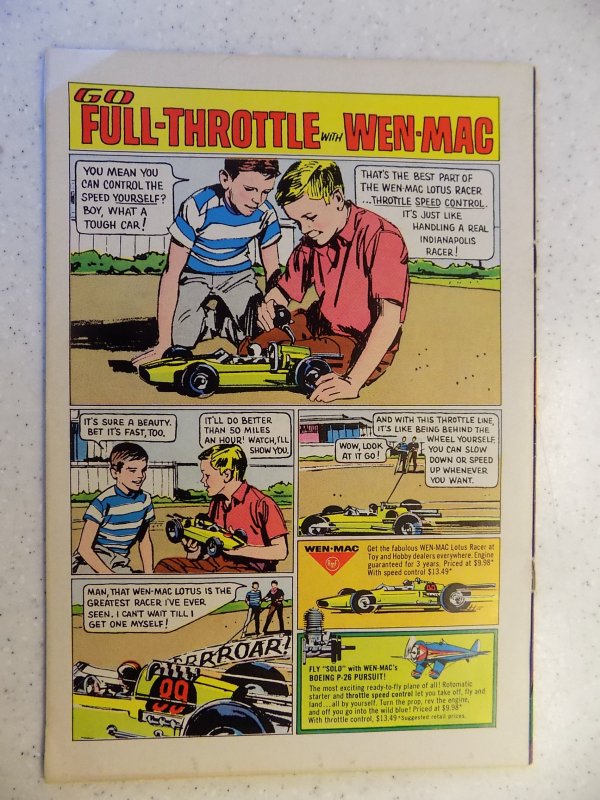 GO
FULL-THROTTLE WITH WEN-MAC
YOU MEAN YOU
CAN CONTROL THE
SPEED YOURSELF?
BOY, WHAT A
TOUGH CAR!
THAT'S THE BEST PART OF
THE WEN-MAC LOTUS RACER
...THROTTLE SPEED CONTROL.
IT'S JUST LIKE
HANDLING A REAL
INDIANAPOLIS
RACER!
IT'S SURE A BEAUTY.
BET IT'S FAST, TOO.
IT'LL DO BETTER
THAN 50 MILES
AN HOUR! WATCH, I'LL
SHOW YOU.
WOW, LOOK
AT IT GO!
AND WITH THIS THROTTLE LINE,
IT'S LIKE BEING BEHIND THE
WHEEL YOURSELF.
YOU CAN SLOW
DOWN OR SPEED
UP WHENEVER
YOU WANT.
MAN, THAT WEN-MAC LOTUS IS THE
GREATEST RACER I'VE EVER
SEEN. I CAN'T WAIT TILL I
GET ONE MYSELF!
RRROAR!
99
WEN-MAC
Get the fabulous WEN-MAC Lotus Racer at
Toy and Hobby dealers everywhere. Engine
guaranteed for 3 years. Priced at $9.98*
With speed control $13.49*
99
FLY "SOLO" with WEN-MAC's
BOEING P-26 PURSUIT!
The most exciting ready-to-fly plane of all! Rotomatic
starter and throttle speed control let you take off, fly and
land...all by yourself. Turn the prop, rev the engine,
and off you go into the wild blue! Priced at $9.98*
With throttle control, $13.49 *Suggested retail prices.